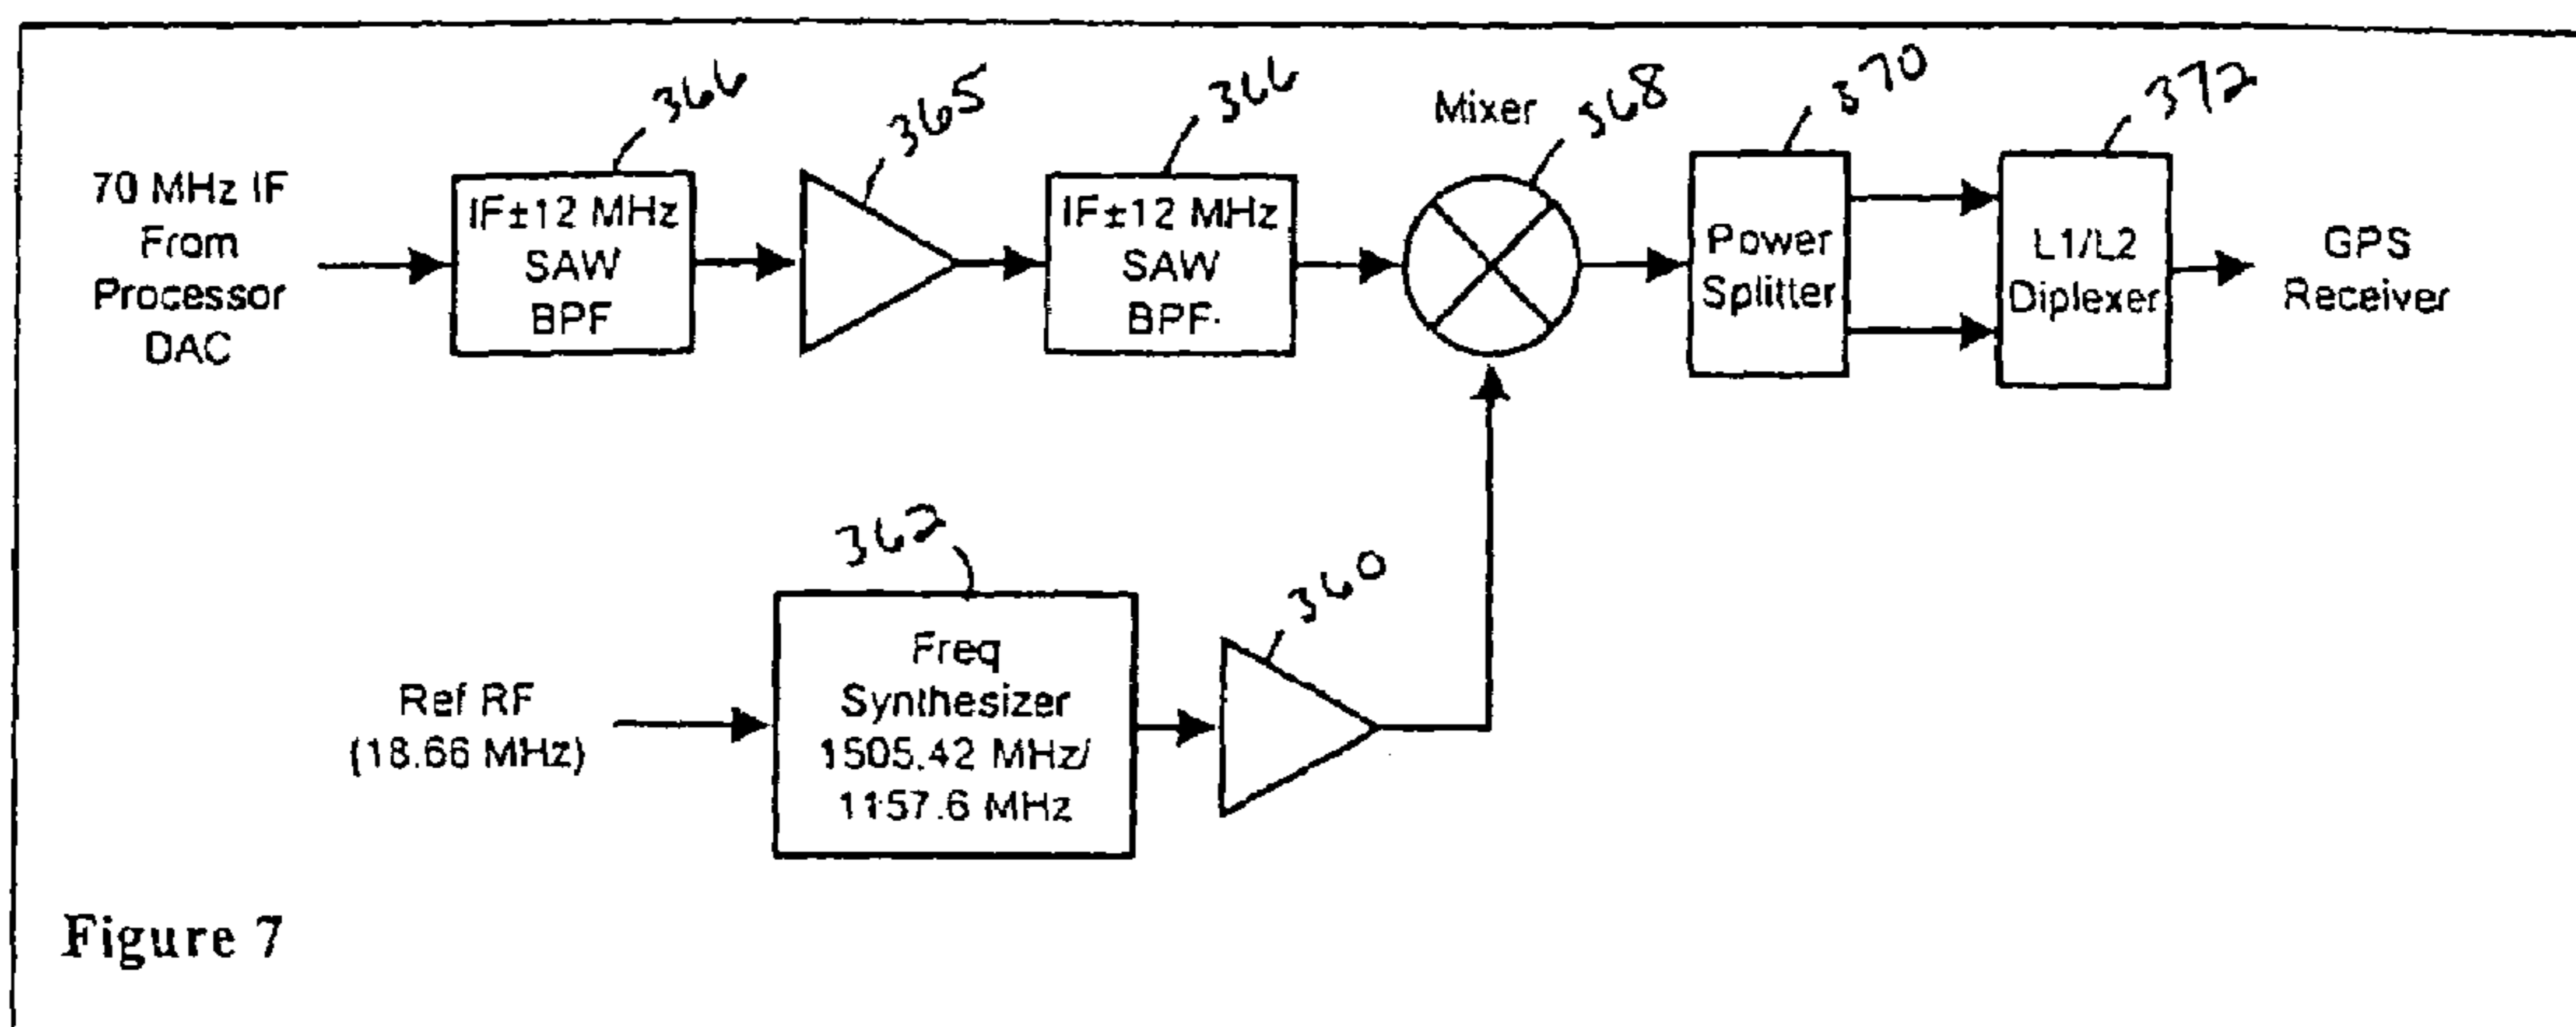 366
365
366
Mixer
368
370
372
70 MHz IF
From
Processor
DAC
IF±12 MHz
SAW
BPF
IF±12 MHz
SAW
BPF
Power
Splitter
L1/L2
Diplexer
GPS
Receiver
362
360
Ref RF
(18.66 MHz)
Freq
Synthesizer
1505.42 MHz/
1157.6 MHz
Figure 7